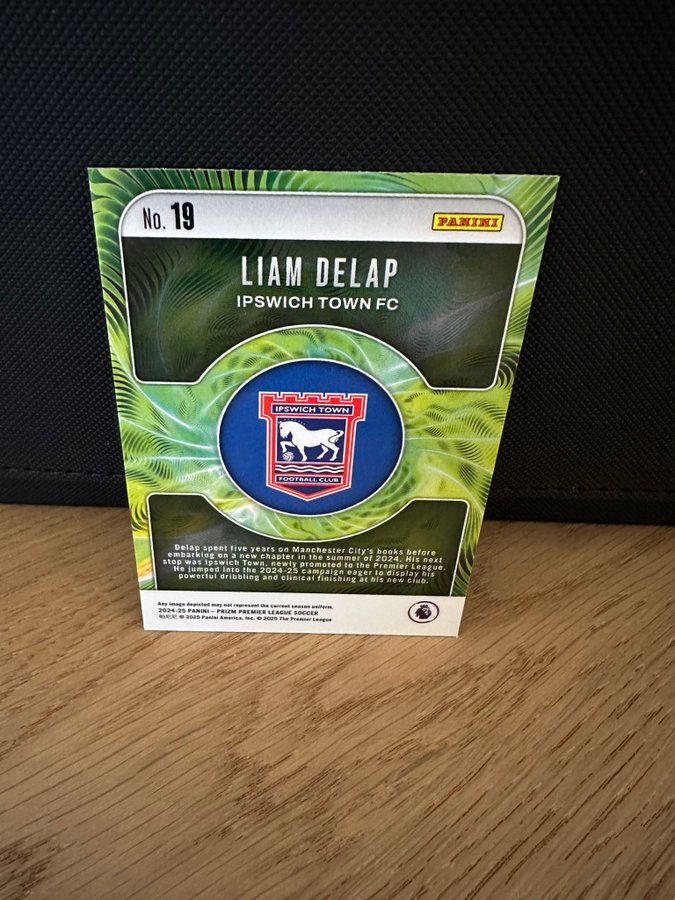 No. 19
PANINI
LIAM DELAP
IPSWICH TOWN FC
IPSWICH TOWN
FOOTBALL CLUB
Delap spent five years on Manchester City's books before
embarking on a new chapter in the summer of 2024. His next
stop was Ipswich Town, newly promoted to the Premier League.
He jumped into the 2024-25 campaign eager to display his
powerful dribbling and clinical finishing at his new club.
Any image depicted may not represent the current season uniform.
2024-25 PANINI – PRIZM PREMIER LEAGUE SOCCER
帕尼尼 © 2025 Panini America, Inc. © 2025 The Premier League